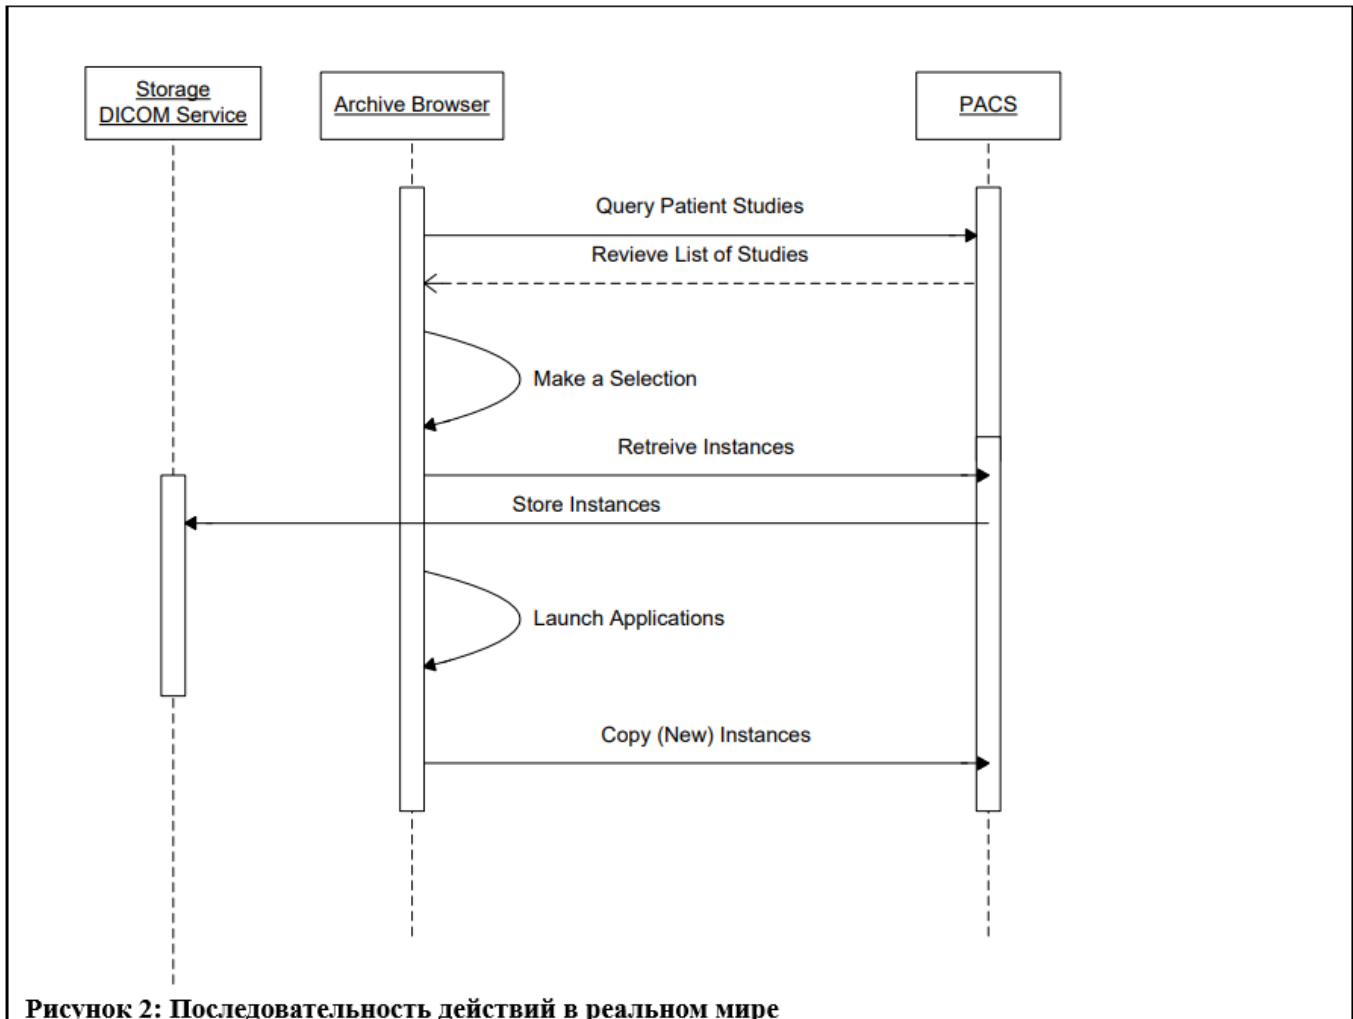 Storage
DICOM Service
Archive Browser
PACS
Query Patient Studies
Revieve List of Studies
Make a Selection
Retreive Instances
Store Instances
Launch Applications
Copy (New) Instances
Рисунок 2: Последовательность действий в реальном мире